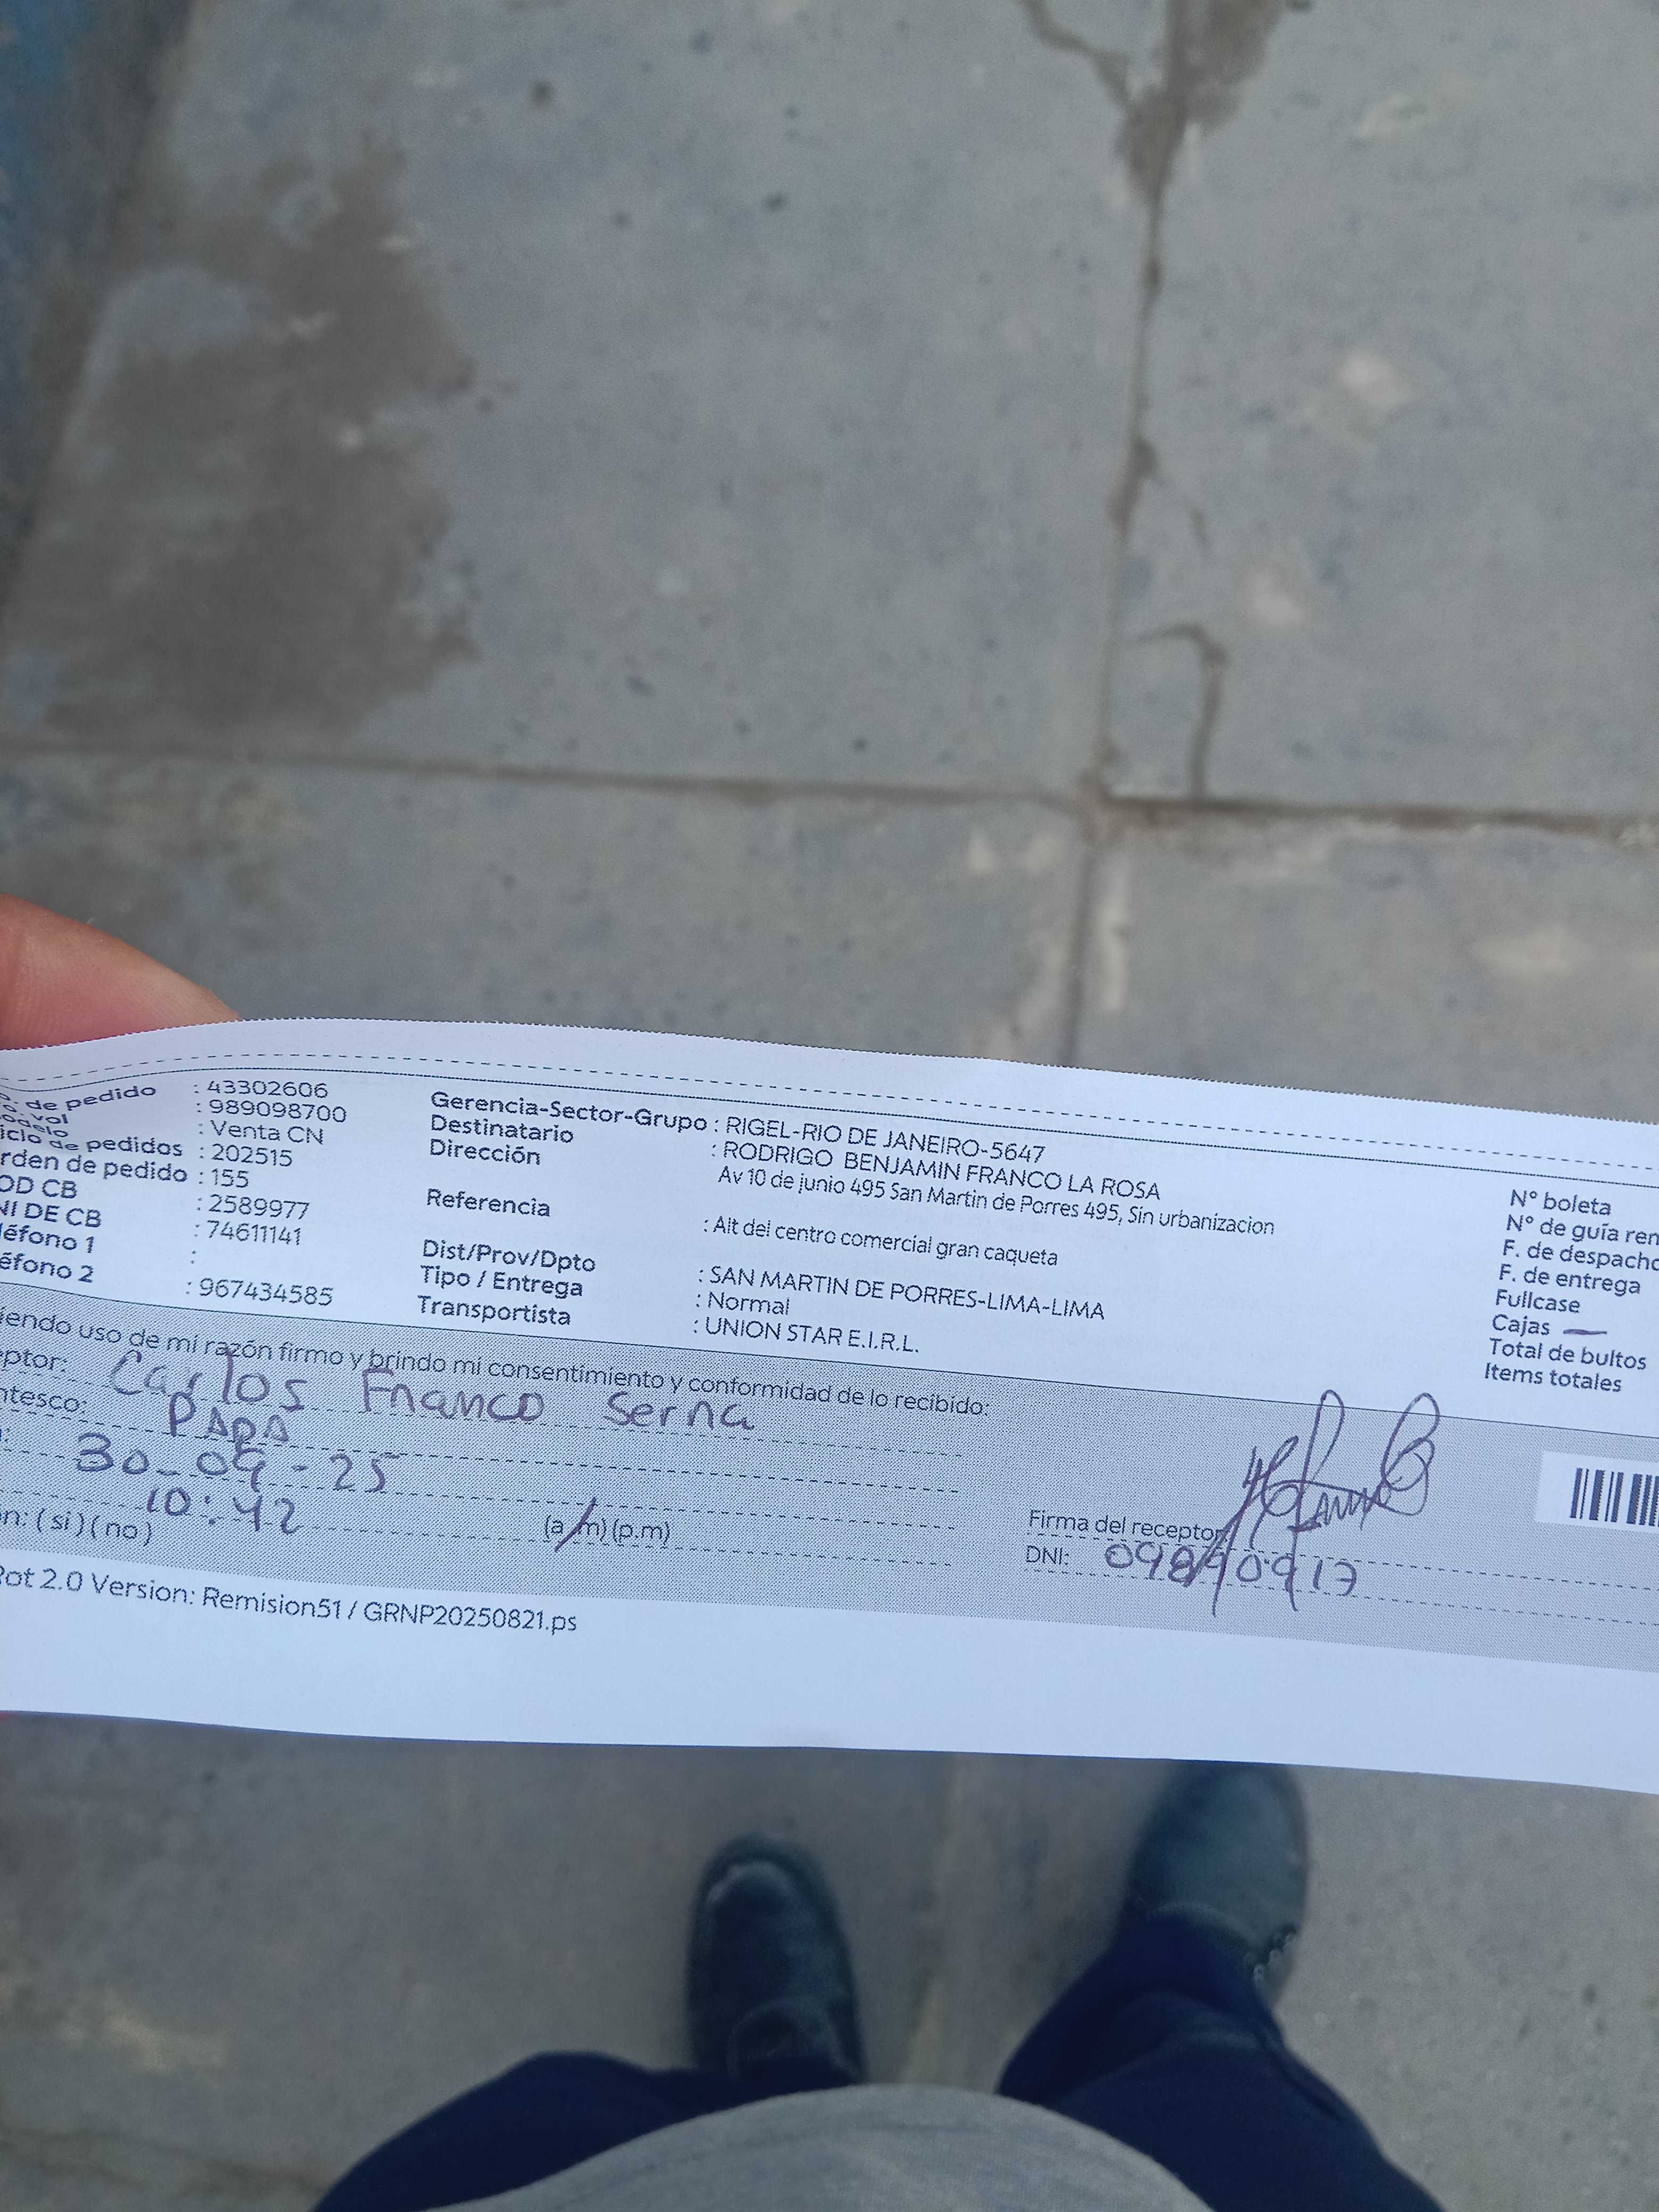 de pedido : 43302606
: 989098700
: Venta CN
iclo de pedidos : 202515
rden de pedido : 155
OD CB : 2589977
NI DE CB : 74611141
léfono 1 :
éfono 2 : 967434585
Gerencia-Sector-Grupo : RIGEL-RIO DE JANEIRO-5647
Destinatario : RODRIGO BENJAMIN FRANCO LA ROSA
Dirección Av 10 de junio 495 San Martin de Porres 495, Sin urbanizacion
Referencia : Alt del centro comercial gran caqueta
Dist/Prov/Dpto : SAN MARTIN DE PORRES-LIMA-LIMA
Tipo / Entrega : Normal
Transportista : UNION STAR E.I.R.L.
N° boleta
N° de guía rem
F. de despacho
F. de entrega
Fullcase
Cajas
Total de bultos
Items totales
iendo uso de mi razón firmo y brindo mi consentimiento y conformidad de lo recibido:
eptor: Carlos Franco Serna
ntesco: PAPA
30-09-25
10:42 (a.m) (p.m)
n: (si) (no)
Firma del receptor
DNI:
Rot 2.0 Version: Remision51 / GRNP20250821.ps